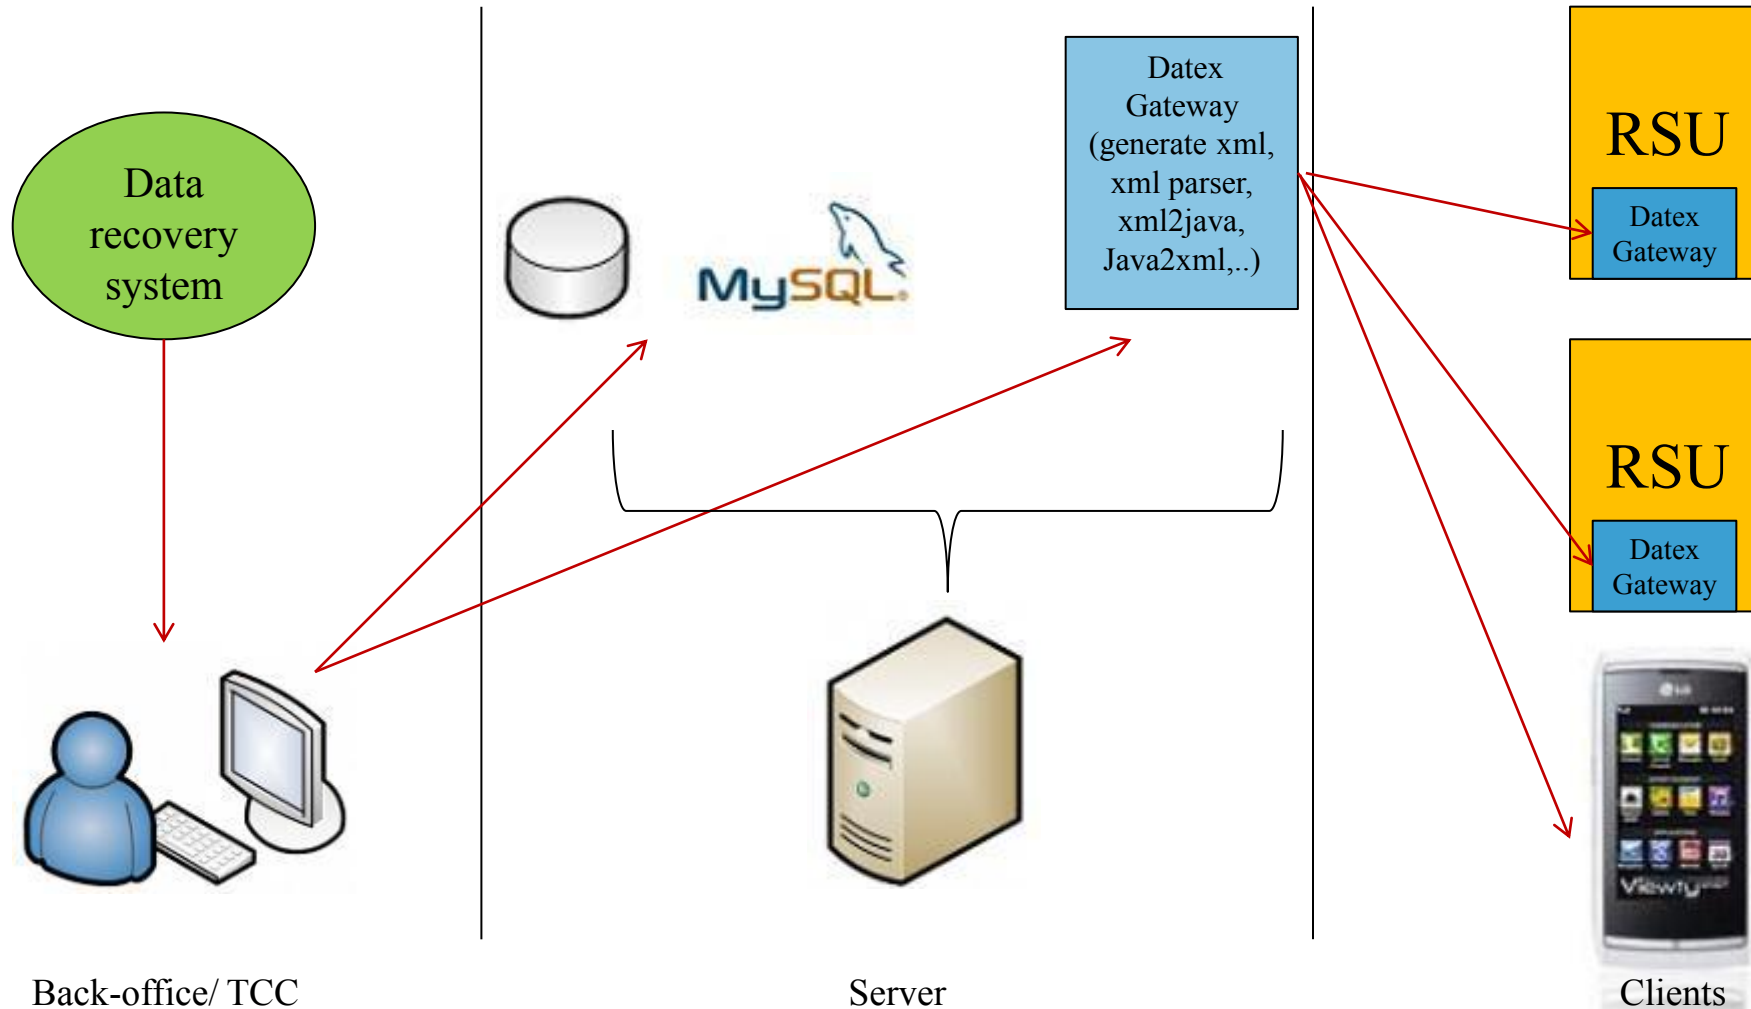 Data
recovery
system
MySQL
Datex
Gateway
(generate xml,
xml parser,
xml2java,
Java2xml,..)
RSU
Datex
Gateway
RSU
Datex
Gateway
LG
Viewty
Back-office/ TCC
Server
Clients